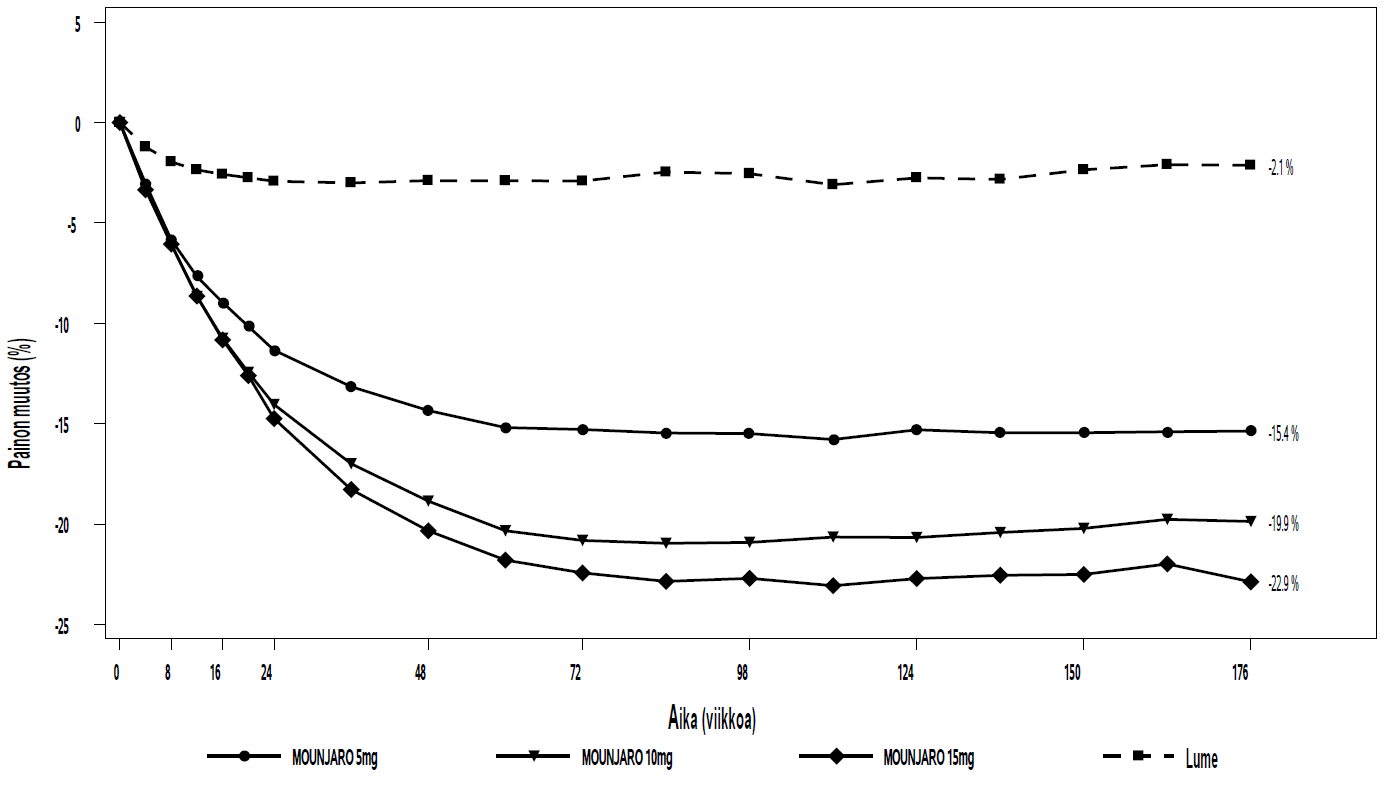 5
0
-5
-10
-15
-20
-25
Painon muutos (%)
-2.1 %
-15.4 %
-19.9 %
-22.9 %
0 8 16 24 48 72 98 124 150 176
Aika (viikkoa)
MOUNJARO 5mg MOUNJARO 10mg MOUNJARO 15mg Lume